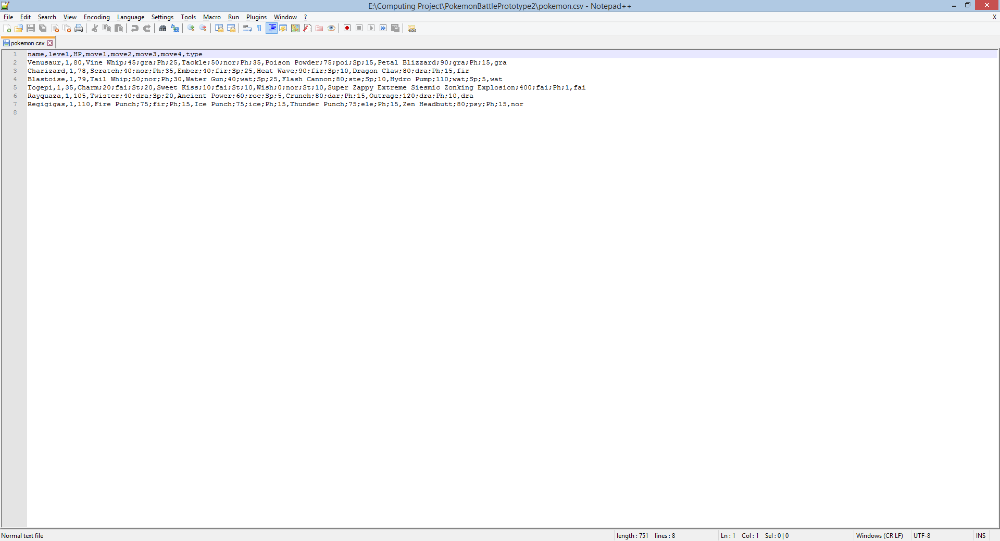 E:\Computing Project\PokemonBattlePrototype2\pokemon.csv - Notepad++
File Edit Search View Encoding Language Settings Tools Macro Run Plugins Window ? X
pokemon.csv
1 name,level,HP,move1,move2,move3,move4,type
2 Venusaur,1,80,Vine Whip;45;gra;Ph;25,Tackle;50;nor;Ph;35,Poison Powder;75;poi;Sp;15,Petal Blizzard;90;gra;Ph;15,gra
3 Charizard,1,78,Scratch;40;nor;Ph;35,Ember;40;fir;Sp;25,Heat Wave;90;fir;Sp;10,Dragon Claw;80;dra;Ph;15,fir
4 Blastoise,1,79,Tail Whip;50;nor;Ph;30,Water Gun;40;wat;Sp;25,Flash Cannon;80;ste;Sp;10,Hydro Pump;110;wat;Sp;5,wat
5 Togepi,1,35,Charm;20;fai;St;20,Sweet Kiss;10;fai;St;10,Wish;0;nor;St;10,Super Zappy Extreme Siesmic Zonking Explosion;400;fai;Ph;1,fai
6 Rayquaza,1,105,Twister;40;dra;Sp;20,Ancient Power;60;roc;Sp;5,Crunch;80;dar;Ph;15,Outrage;120;dra;Ph;10,dra
7 Regigigas,1,110,Fire Punch;75;fir;Ph;15,Ice Punch;75;ice;Ph;15,Thunder Punch;75;ele;Ph;15,Zen Headbutt;80;psy;Ph;15,nor
8
Normal text file length : 751 lines : 8 Ln : 1 Col : 1 Sel : 0 | 0 Windows (CR LF) UTF-8 INS